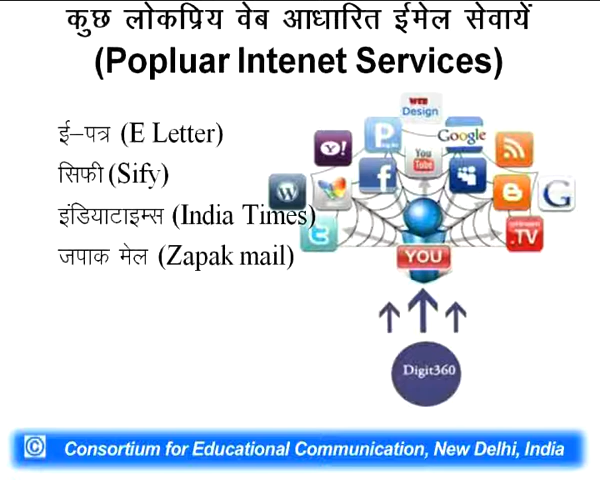 कुछ लोकप्रिय वेब आधारित ईमेल सेवायें
(Popluar Intenet Services)
ई-पत्र (E Letter)
सिफी (Sify)
इंडियाटाइम्स (India Times)
जपाक मेल (Zapak mail)
WEB
Design
Google
You
Tube
Y!
f
W
G
t
.TV
YOU
Digit360
© Consortium for Educational Communication, New Delhi, India